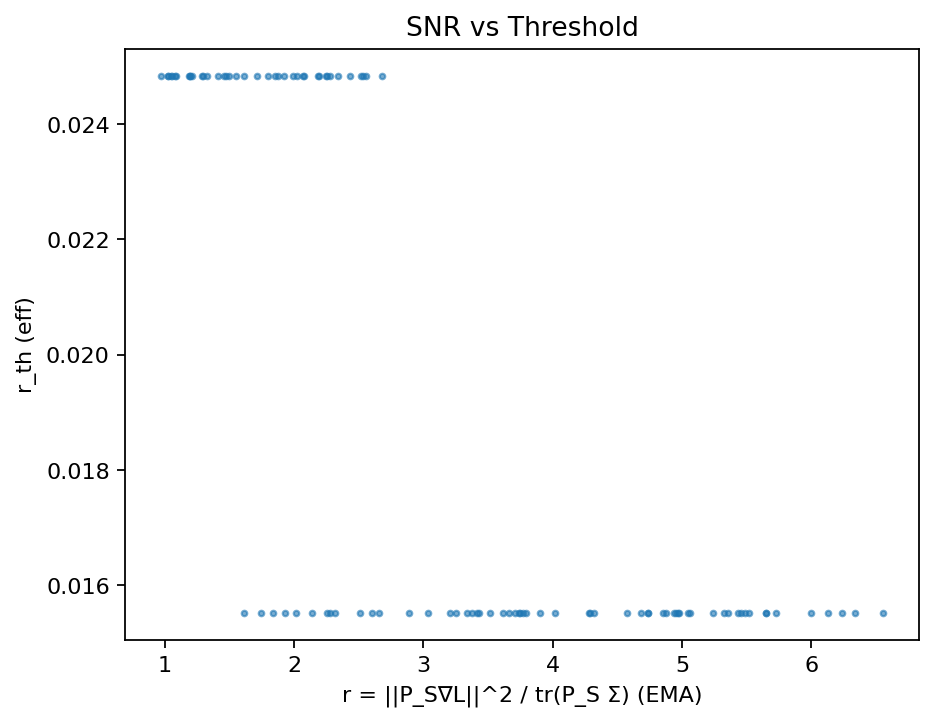 SNR vs Threshold
0.024
0.022
0.020
0.018
0.016
r_th (eff)
1 2 3 4 5 6
r = ||P_S∇L||^2 / tr(P_S Σ) (EMA)